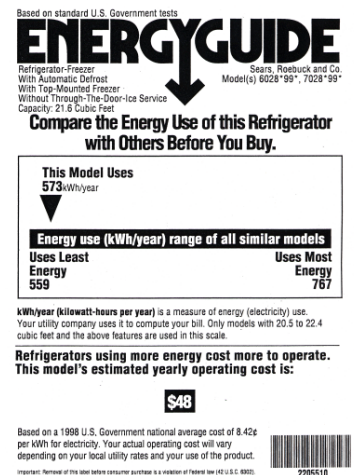 Based on standard U.S. Government tests
ENERGYGUIDE
Refrigerator-Freezer
With Automatic Defrost
With Top-Mounted Freezer
Without Through-The-Door-Ice Service
Capacity: 21.6 Cubic Feet
Sears, Roebuck and Co.
Model(s) 6028*99*, 7028*99*
Compare the Energy Use of this Refrigerator
with Others Before You Buy.
This Model Uses
573kWh/year
Energy use (kWh/year) range of all similar models
Uses Least
Energy
559
Uses Most
Energy
767
kWh/year (kilowatt-hours per year) is a measure of energy (electricity) use.
Your utility company uses it to compute your bill. Only models with 20.5 to 22.4
cubic feet and the above features are used in this scale.
Refrigerators using more energy cost more to operate.
This model's estimated yearly operating cost is:
$48
Based on a 1998 U.S. Government national average cost of 8.42¢
per kWh for electricity. Your actual operating cost will vary
depending on your local utility rates and your use of the product.
Important: Removal of this label before consumer purchase is a violation of Federal law (42 U.S.C. 6302).
2205510